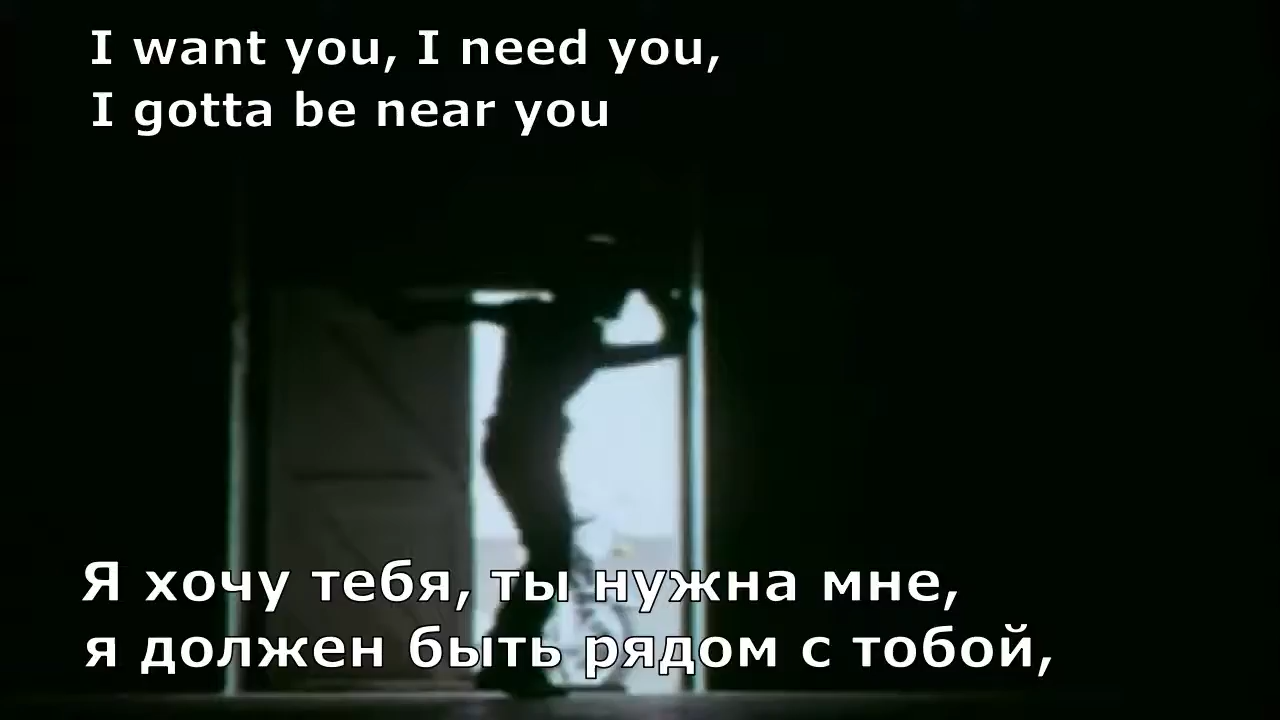 I want you, I need you,
I gotta be near you
Я хочу тебя, ты нужна мне,
я должен быть рядом с тобой,